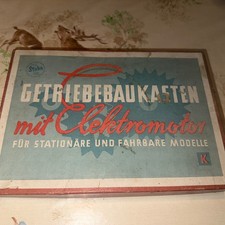 GETRIEBEBAUKASTEN
mit Elektromotor
FÜR STATIONÄRE UND FAHRBARE MODELLE